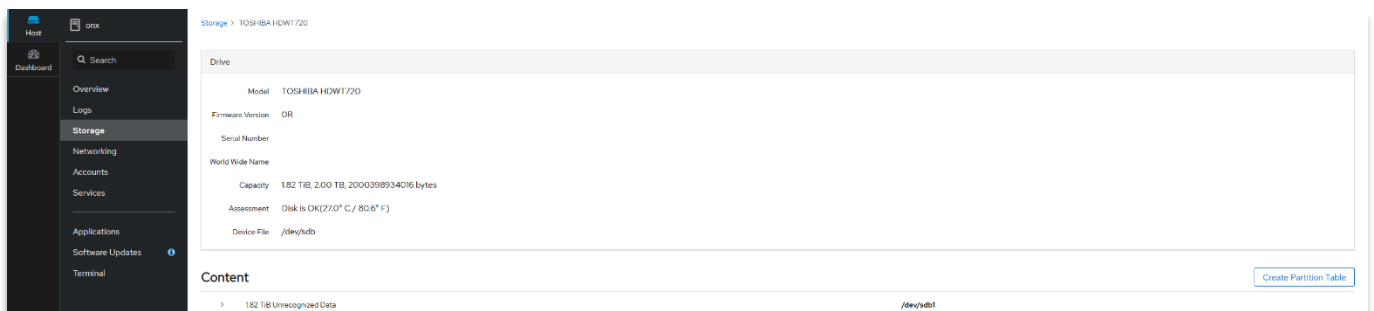 Host
Dashboard
onx
Search
Overview
Logs
Storage
Networking
Accounts
Services
Applications
Software Updates
Terminal
Storage > TOSHIBA HDWT720
Drive
Model TOSHIBA HDWT720
Firmware Version 0R
Serial Number
World Wide Name
Capacity 1.82 TiB, 2.00 TB, 2000398934016 bytes
Assessment Disk is OK(27.0° C / 80.6° F)
Device File /dev/sdb
Content
Create Partition Table
1.82 TiB Unrecognized Data /dev/sdb1